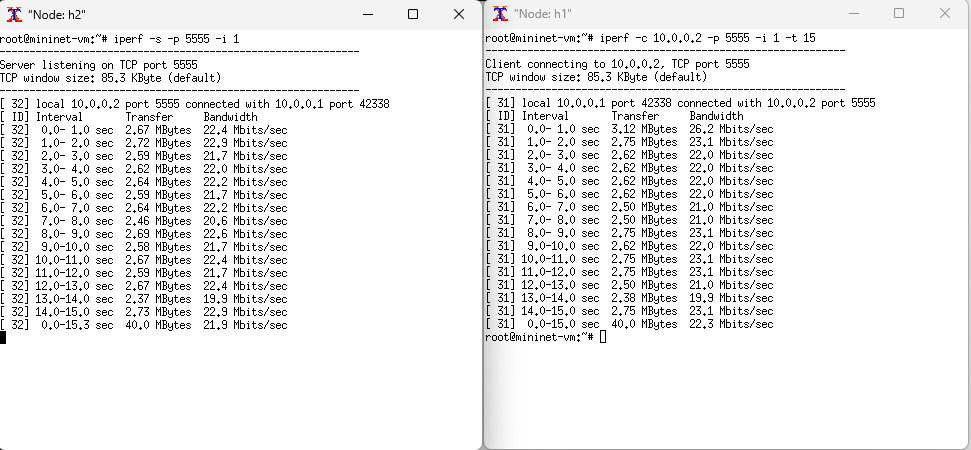 "Node: h2"
root@mininet-vm:~# iperf -s -p 5555 -i 1
------------------------------------------------------------
Server listening on TCP port 5555
TCP window size: 85.3 KByte (default)
------------------------------------------------------------
[ 32] local 10.0.0.2 port 5555 connected with 10.0.0.1 port 42338
[ ID] Interval       Transfer     Bandwidth
[ 32]  0.0- 1.0 sec  2.67 MBytes  22.4 Mbits/sec
[ 32]  1.0- 2.0 sec  2.72 MBytes  22.9 Mbits/sec
[ 32]  2.0- 3.0 sec  2.59 MBytes  21.7 Mbits/sec
[ 32]  3.0- 4.0 sec  2.62 MBytes  22.0 Mbits/sec
[ 32]  4.0- 5.0 sec  2.64 MBytes  22.2 Mbits/sec
[ 32]  5.0- 6.0 sec  2.59 MBytes  21.7 Mbits/sec
[ 32]  6.0- 7.0 sec  2.64 MBytes  22.2 Mbits/sec
[ 32]  7.0- 8.0 sec  2.46 MBytes  20.6 Mbits/sec
[ 32]  8.0- 9.0 sec  2.69 MBytes  22.6 Mbits/sec
[ 32]  9.0-10.0 sec  2.58 MBytes  21.7 Mbits/sec
[ 32] 10.0-11.0 sec  2.67 MBytes  22.4 Mbits/sec
[ 32] 11.0-12.0 sec  2.59 MBytes  21.7 Mbits/sec
[ 32] 12.0-13.0 sec  2.67 MBytes  22.4 Mbits/sec
[ 32] 13.0-14.0 sec  2.37 MBytes  19.9 Mbits/sec
[ 32] 14.0-15.0 sec  2.73 MBytes  22.9 Mbits/sec
[ 32]  0.0-15.3 sec  40.0 MBytes  21.9 Mbits/sec
"Node: h1"
root@mininet-vm:~# iperf -c 10.0.0.2 -p 5555 -i 1 -t 15
------------------------------------------------------------
Client connecting to 10.0.0.2, TCP port 5555
TCP window size: 85.3 KByte (default)
------------------------------------------------------------
[ 31] local 10.0.0.1 port 42338 connected with 10.0.0.2 port 5555
[ ID] Interval       Transfer     Bandwidth
[ 31]  0.0- 1.0 sec  3.12 MBytes  26.2 Mbits/sec
[ 31]  1.0- 2.0 sec  2.75 MBytes  23.1 Mbits/sec
[ 31]  2.0- 3.0 sec  2.62 MBytes  22.0 Mbits/sec
[ 31]  3.0- 4.0 sec  2.62 MBytes  22.0 Mbits/sec
[ 31]  4.0- 5.0 sec  2.62 MBytes  22.0 Mbits/sec
[ 31]  5.0- 6.0 sec  2.62 MBytes  22.0 Mbits/sec
[ 31]  6.0- 7.0 sec  2.50 MBytes  21.0 Mbits/sec
[ 31]  7.0- 8.0 sec  2.50 MBytes  21.0 Mbits/sec
[ 31]  8.0- 9.0 sec  2.75 MBytes  23.1 Mbits/sec
[ 31]  9.0-10.0 sec  2.62 MBytes  22.0 Mbits/sec
[ 31] 10.0-11.0 sec  2.75 MBytes  23.1 Mbits/sec
[ 31] 11.0-12.0 sec  2.75 MBytes  23.1 Mbits/sec
[ 31] 12.0-13.0 sec  2.50 MBytes  21.0 Mbits/sec
[ 31] 13.0-14.0 sec  2.38 MBytes  19.9 Mbits/sec
[ 31] 14.0-15.0 sec  2.75 MBytes  23.1 Mbits/sec
[ 31]  0.0-15.0 sec  40.0 MBytes  22.3 Mbits/sec
root@mininet-vm:~#